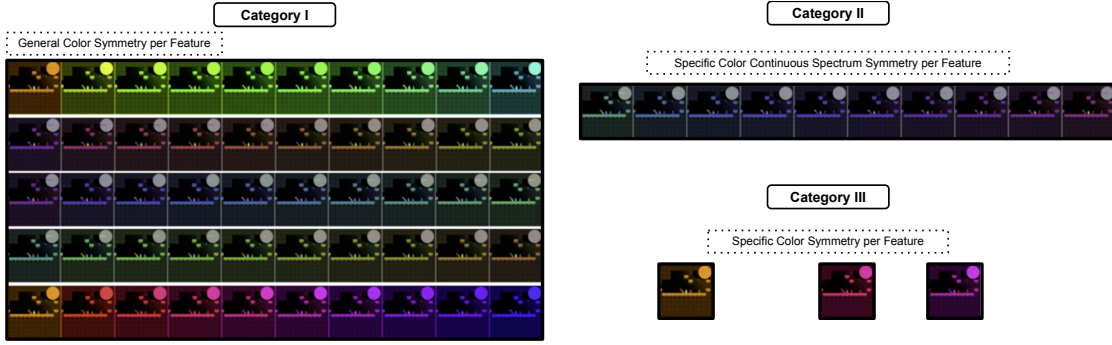 Category I
General Color Symmetry per Feature
Category II
Specific Color Continuous Spectrum Symmetry per Feature
Category III
Specific Color Symmetry per Feature